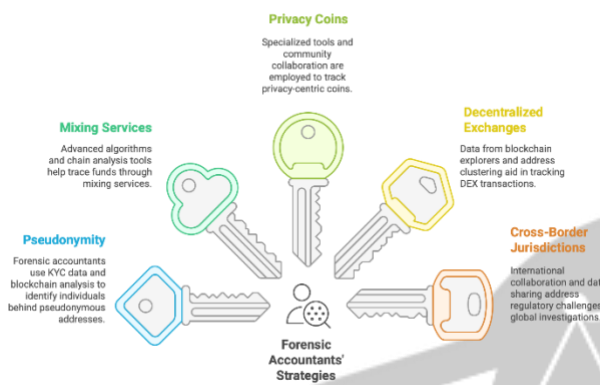 Privacy Coins
Specialized tools and
community
collaboration are
employed to track
privacy-centric coins.
Mixing Services
Advanced algorithms
and chain analysis tools
help trace funds through
mixing services.
Decentralized
Exchanges
Data from blockchain
explorers and address
clustering aid in tracking
DEX transactions.
Pseudonymity
Forensic accountants
use KYC data and
blockchain analysis to
identify individuals
behind pseudonymous
addresses.
Cross-Border
Jurisdictions
International
collaboration and dat
sharing address
regulatory challenge
global investigations.
Forensic
Accountants'
Strategies